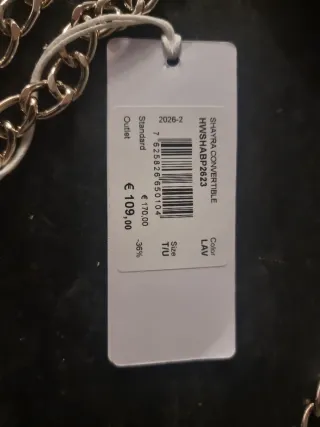 SHAYRA CONVERTIBLE
HWSHABP2623
Color
LAV
Size
T/U
2026-2
7 625826 650104
Standard
€ 170,00
Outlet
€ 109,00
-36%